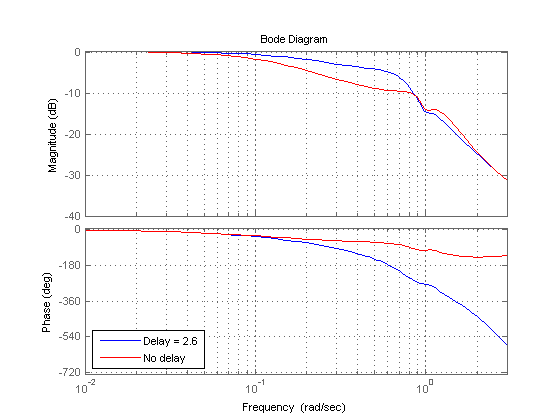 Bode Diagram
Magnitude (dB)
0
-10
-20
-30
-40
Phase (deg)
0
-180
-360
-540
-720
Delay = 2.6
No delay
10^-2
10^-1
10^0
Frequency (rad/sec)